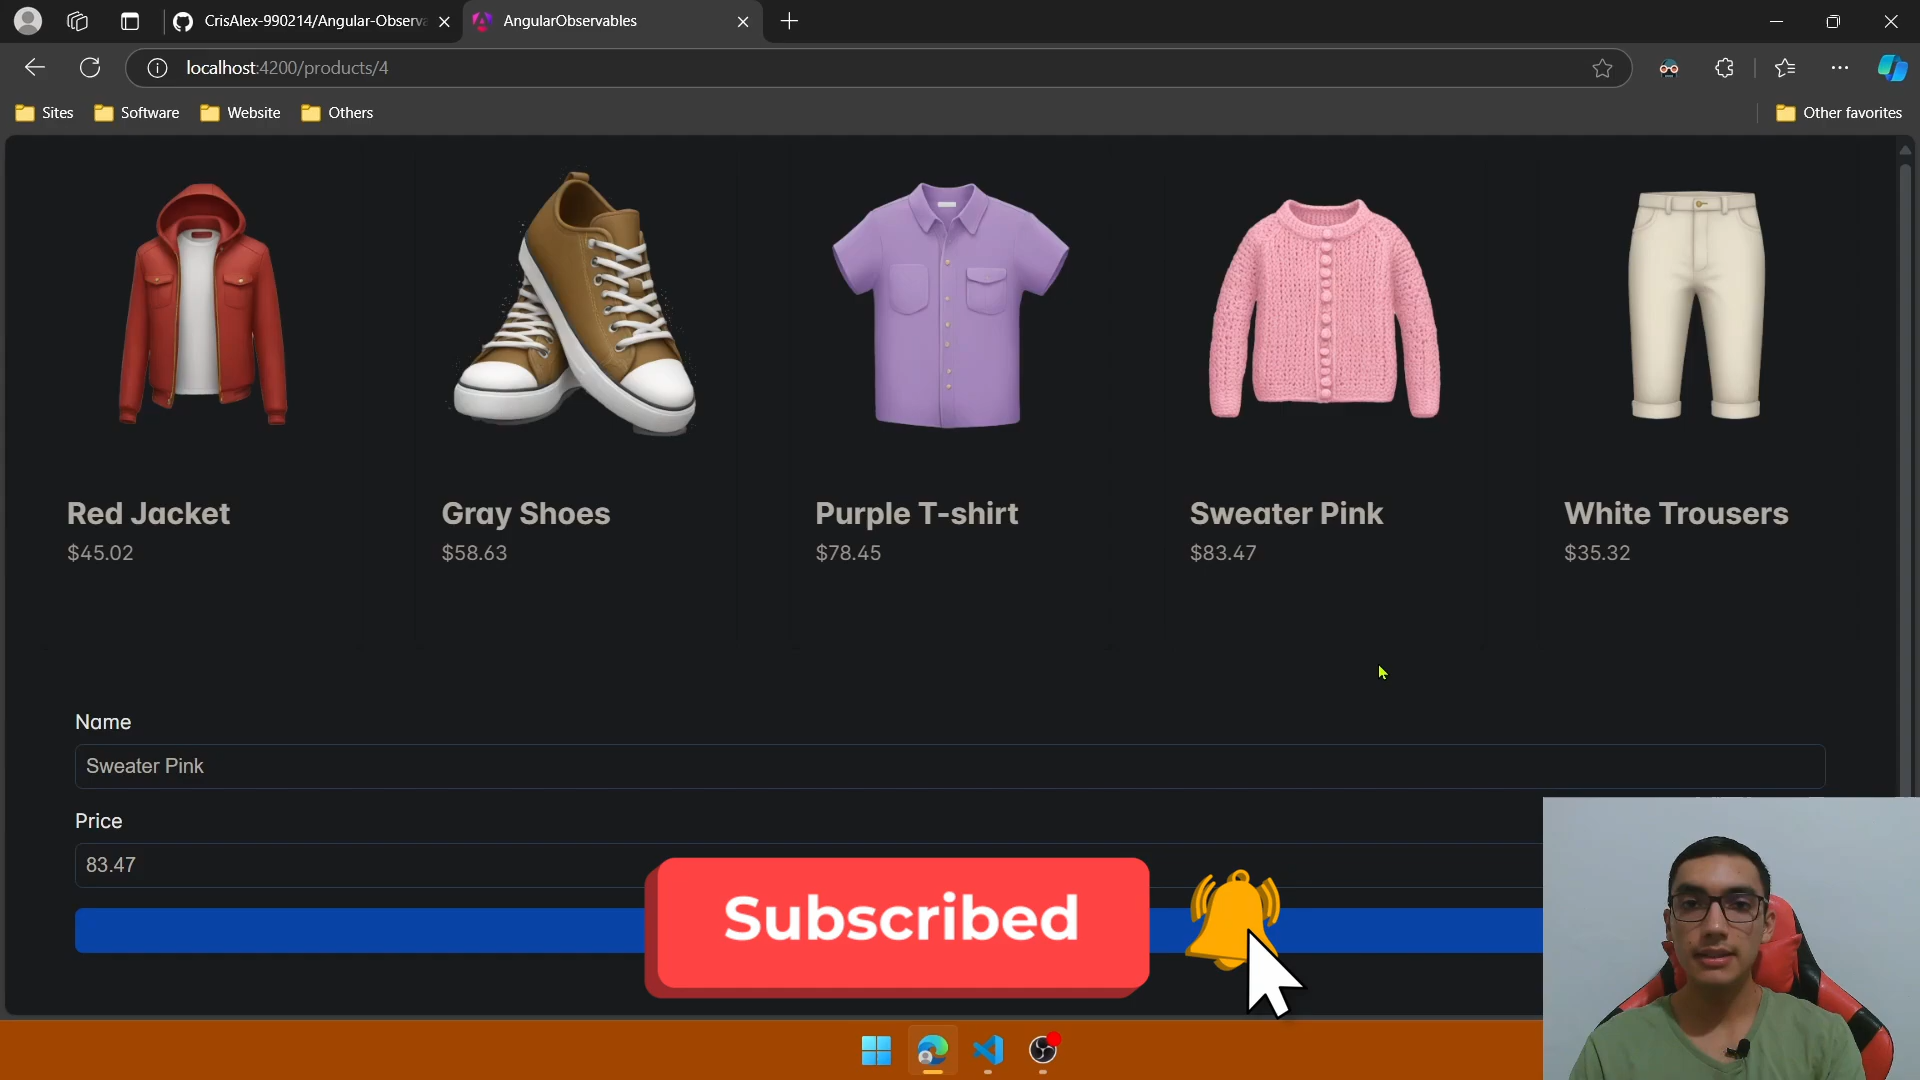 CrisAlex-990214/Angular-Observa
AngularObservables
localhost:4200/products/4
Sites
Software
Website
Others
Other favorites
Red Jacket
$45.02
Gray Shoes
$58.63
Purple T-shirt
$78.45
Sweater Pink
$83.47
White Trousers
$35.32
Name
Sweater Pink
Price
83.47
Subscribed